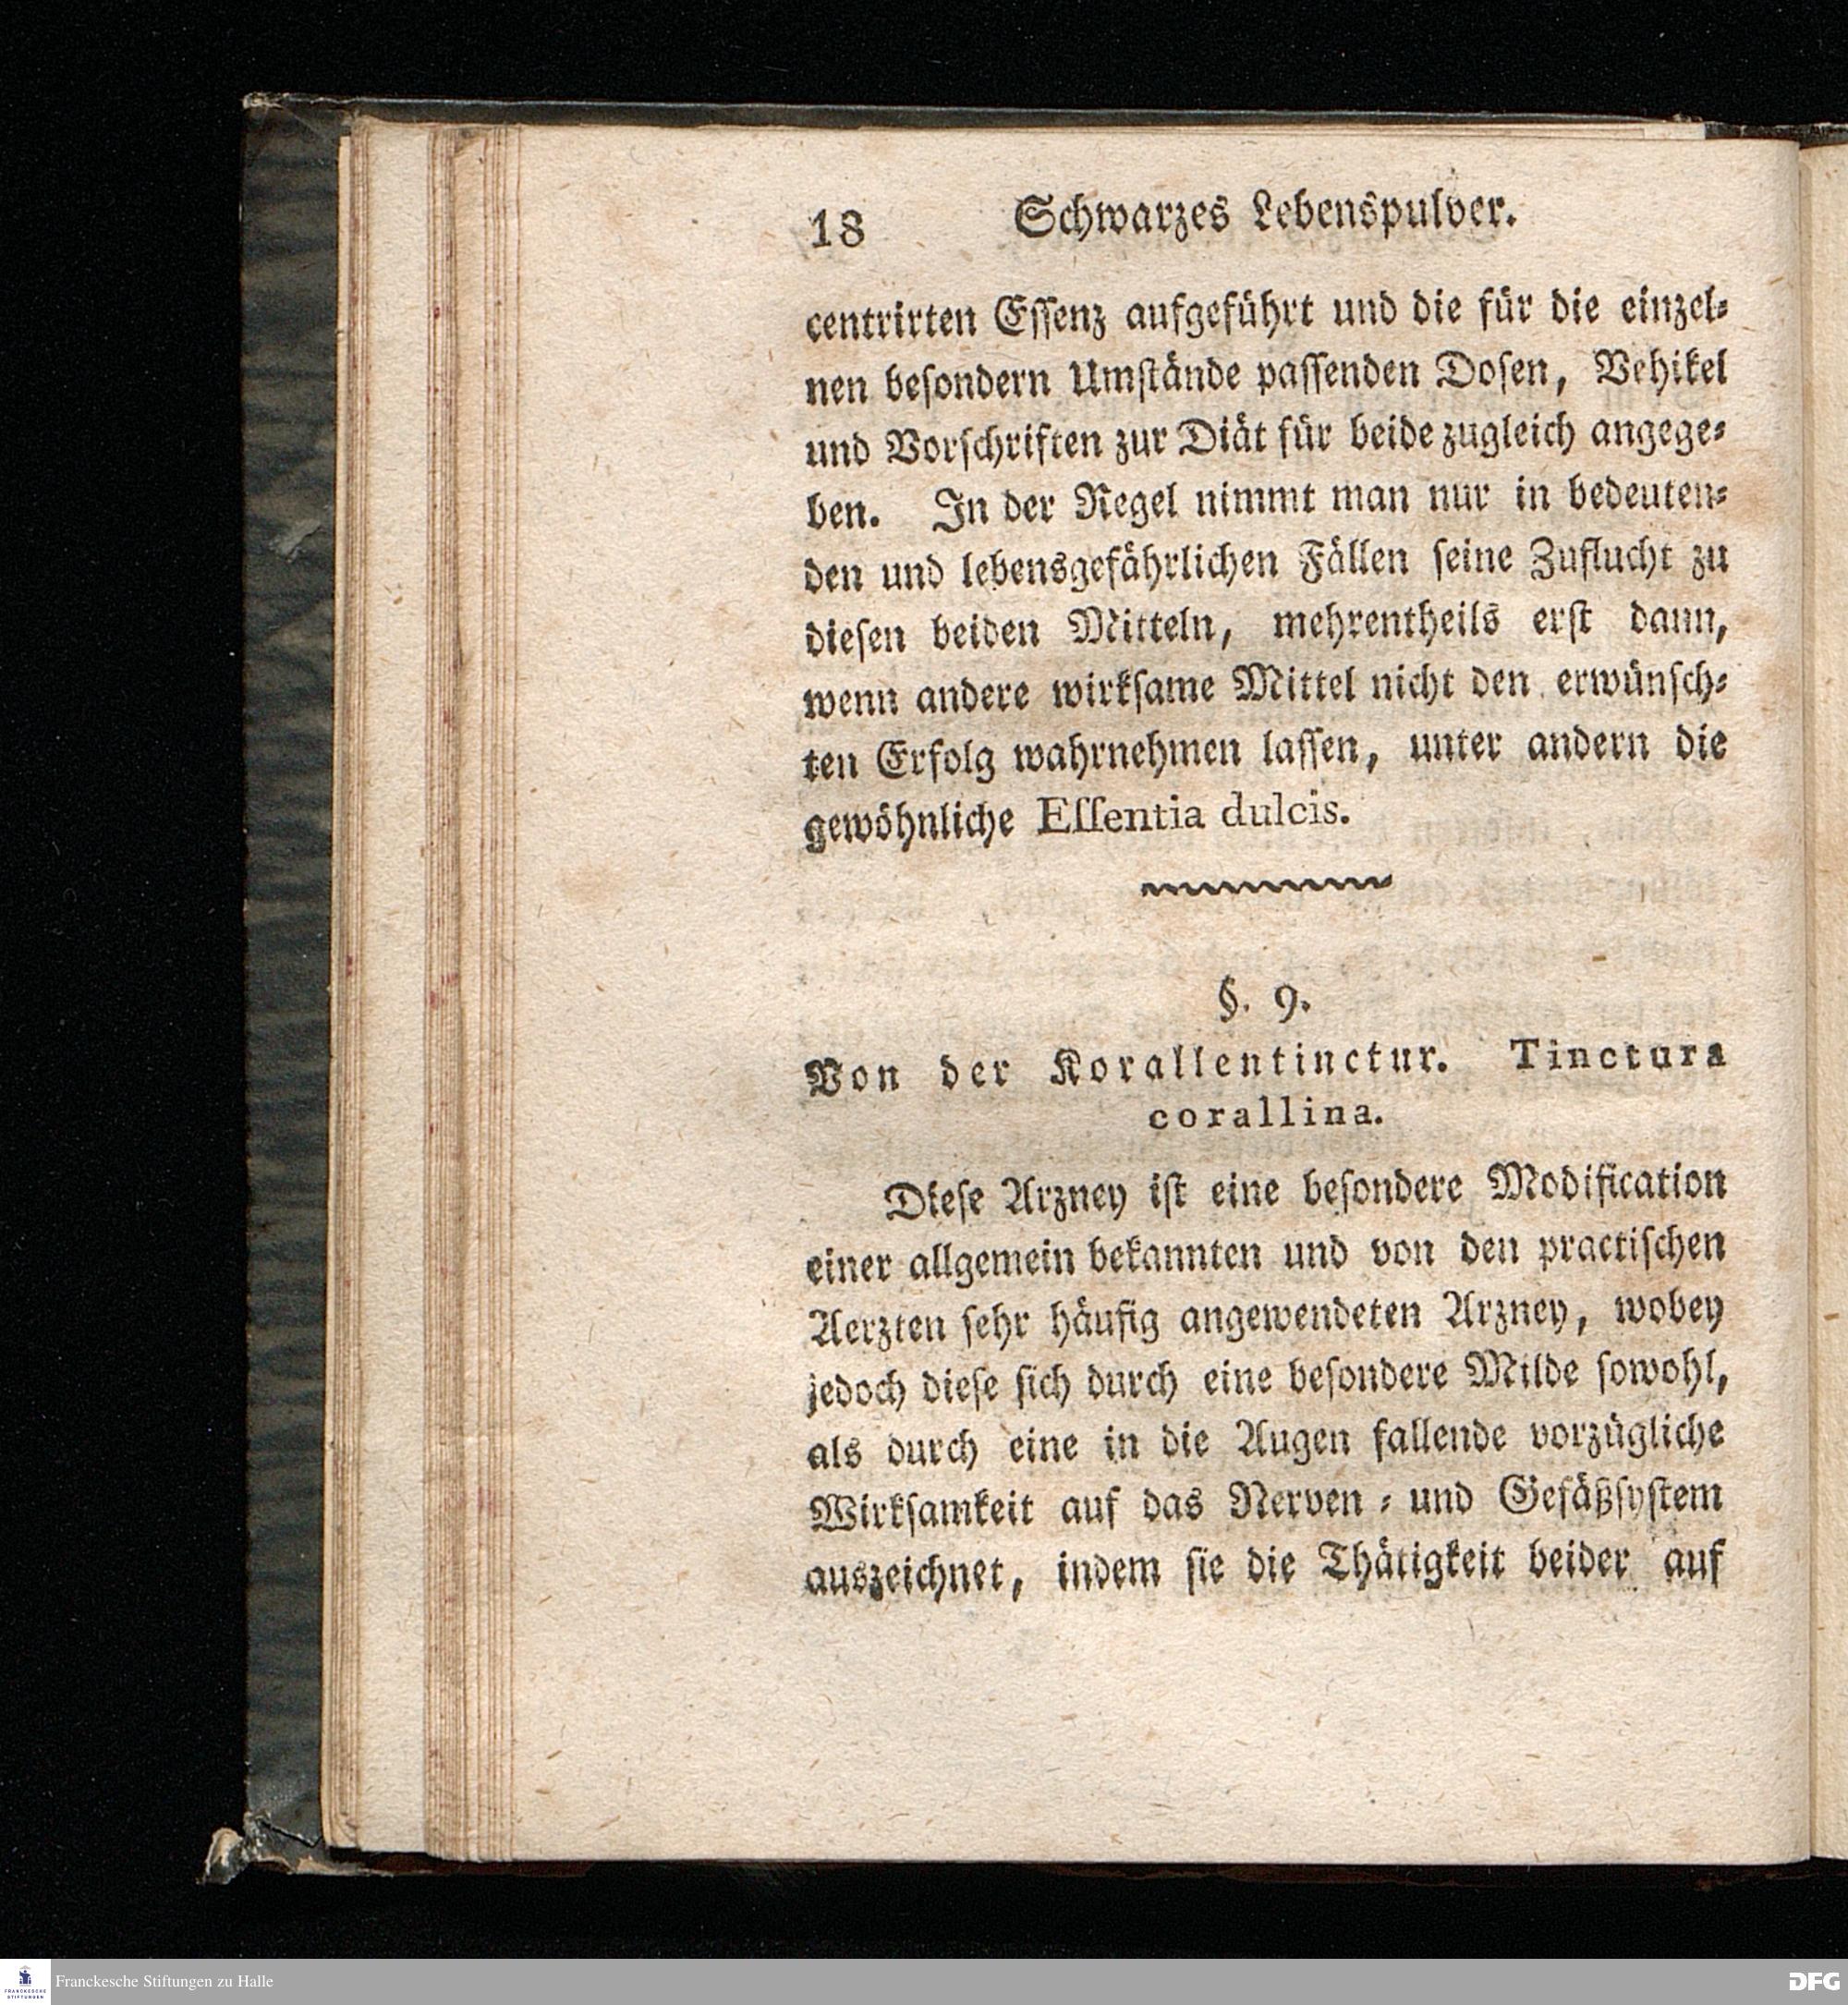 18 Schwarzes Lebenspulver.
centrirten Eſſenz aufgeführt und die für die einzel⸗
nen beſondern Umſtände paſſenden Doſen, Vehikel
und Vorſchriften zur Diät für beide zugleich angege⸗
ben. In der Regel nimmt man nur in bedeuten⸗
den und lebensgefährlichen Fällen ſeine Zuflucht zu
dieſen beiden Mitteln, mehrentheils erſt dann,
wenn andere wirkſame Mittel nicht den erwünſch⸗
ten Erfolg wahrnehmen laſſen, unter andern die
gewöhnliche Eſſentia dulcis.
§. 9.
Von der Korallentinctur. Tinctura
corallina.
Dieſe Arzney iſt eine beſondere Modification
einer allgemein bekannten und von den practiſchen
Aerzten ſehr häufig angewendeten Arzney, wobey
jedoch dieſe ſich durch eine beſondere Milde ſowohl,
als durch eine in die Augen fallende vorzügliche
Wirkſamkeit auf das Nerven⸗ und Gefäßſyſtem
auszeichnet, indem ſie die Thätigkeit beider auf
FRANCKESCHE
STIFTUNGEN
Franckesche Stiftungen zu Halle
DFG